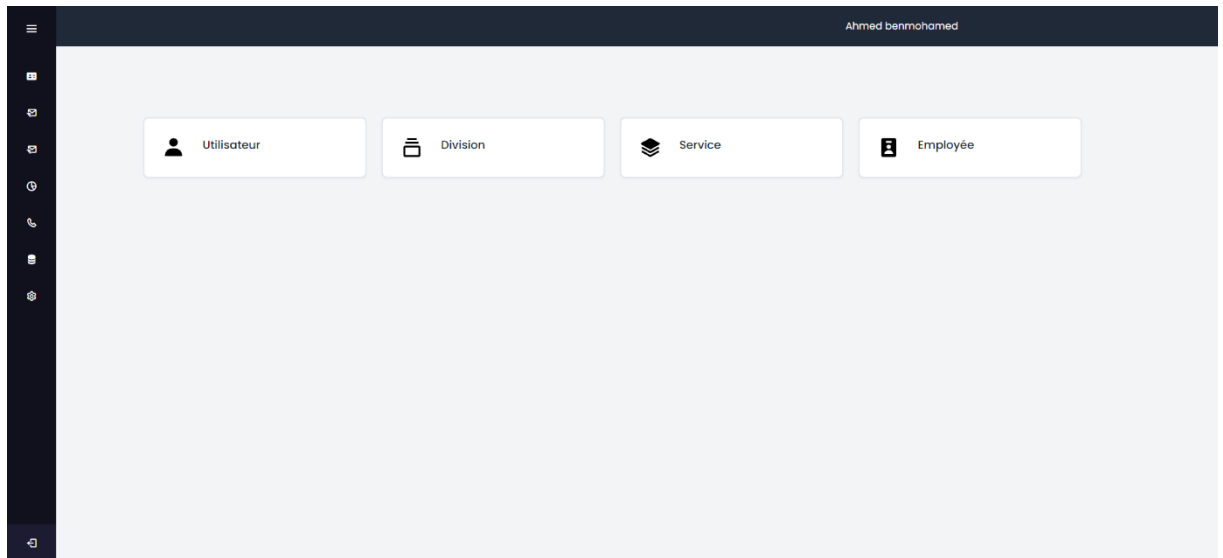 Ahmed benmohamed
Utilisateur
Division
Service
Employée